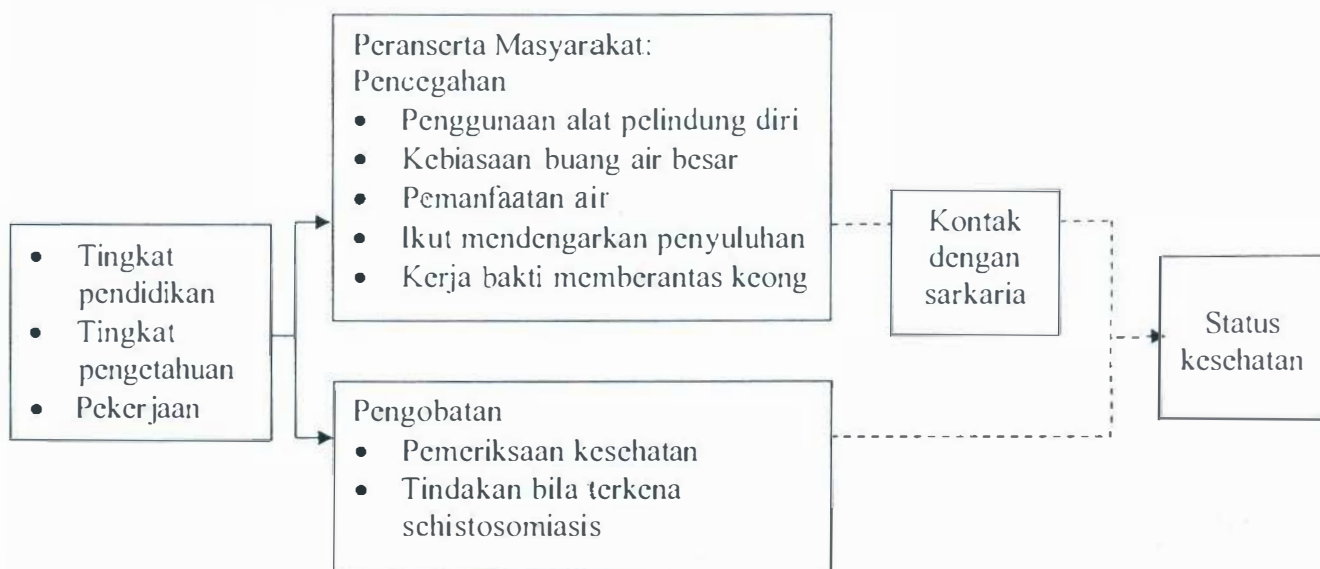 • Tingkat
pendidikan
• Tingkat
pengetahuan
• Pekerjaan
Peranserta Masyarakat:
Pencegahan
• Penggunaan alat pelindung diri
• Kebiasaan buang air besar
• Pemanfaatan air
• Ikut mendengarkan penyuluhan
• Kerja bakti memberantas keong
Pengobatan
• Pemeriksaan kesehatan
• Tindakan bila terkena
schistosomiasis
Kontak
dengan
sarkaria
Status
kesehatan